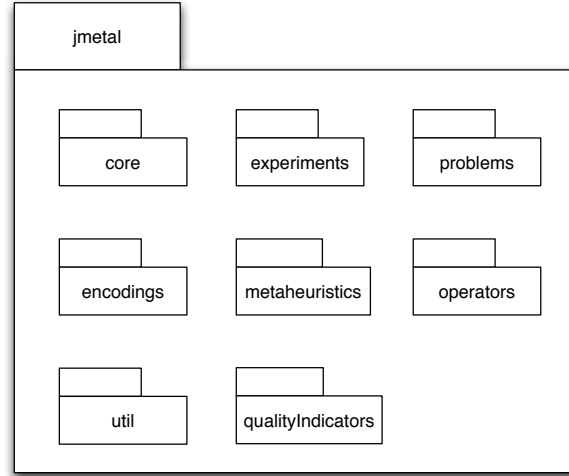 jmetal
core
experiments
problems
encodings
metaheuristics
operators
util
qualityIndicators